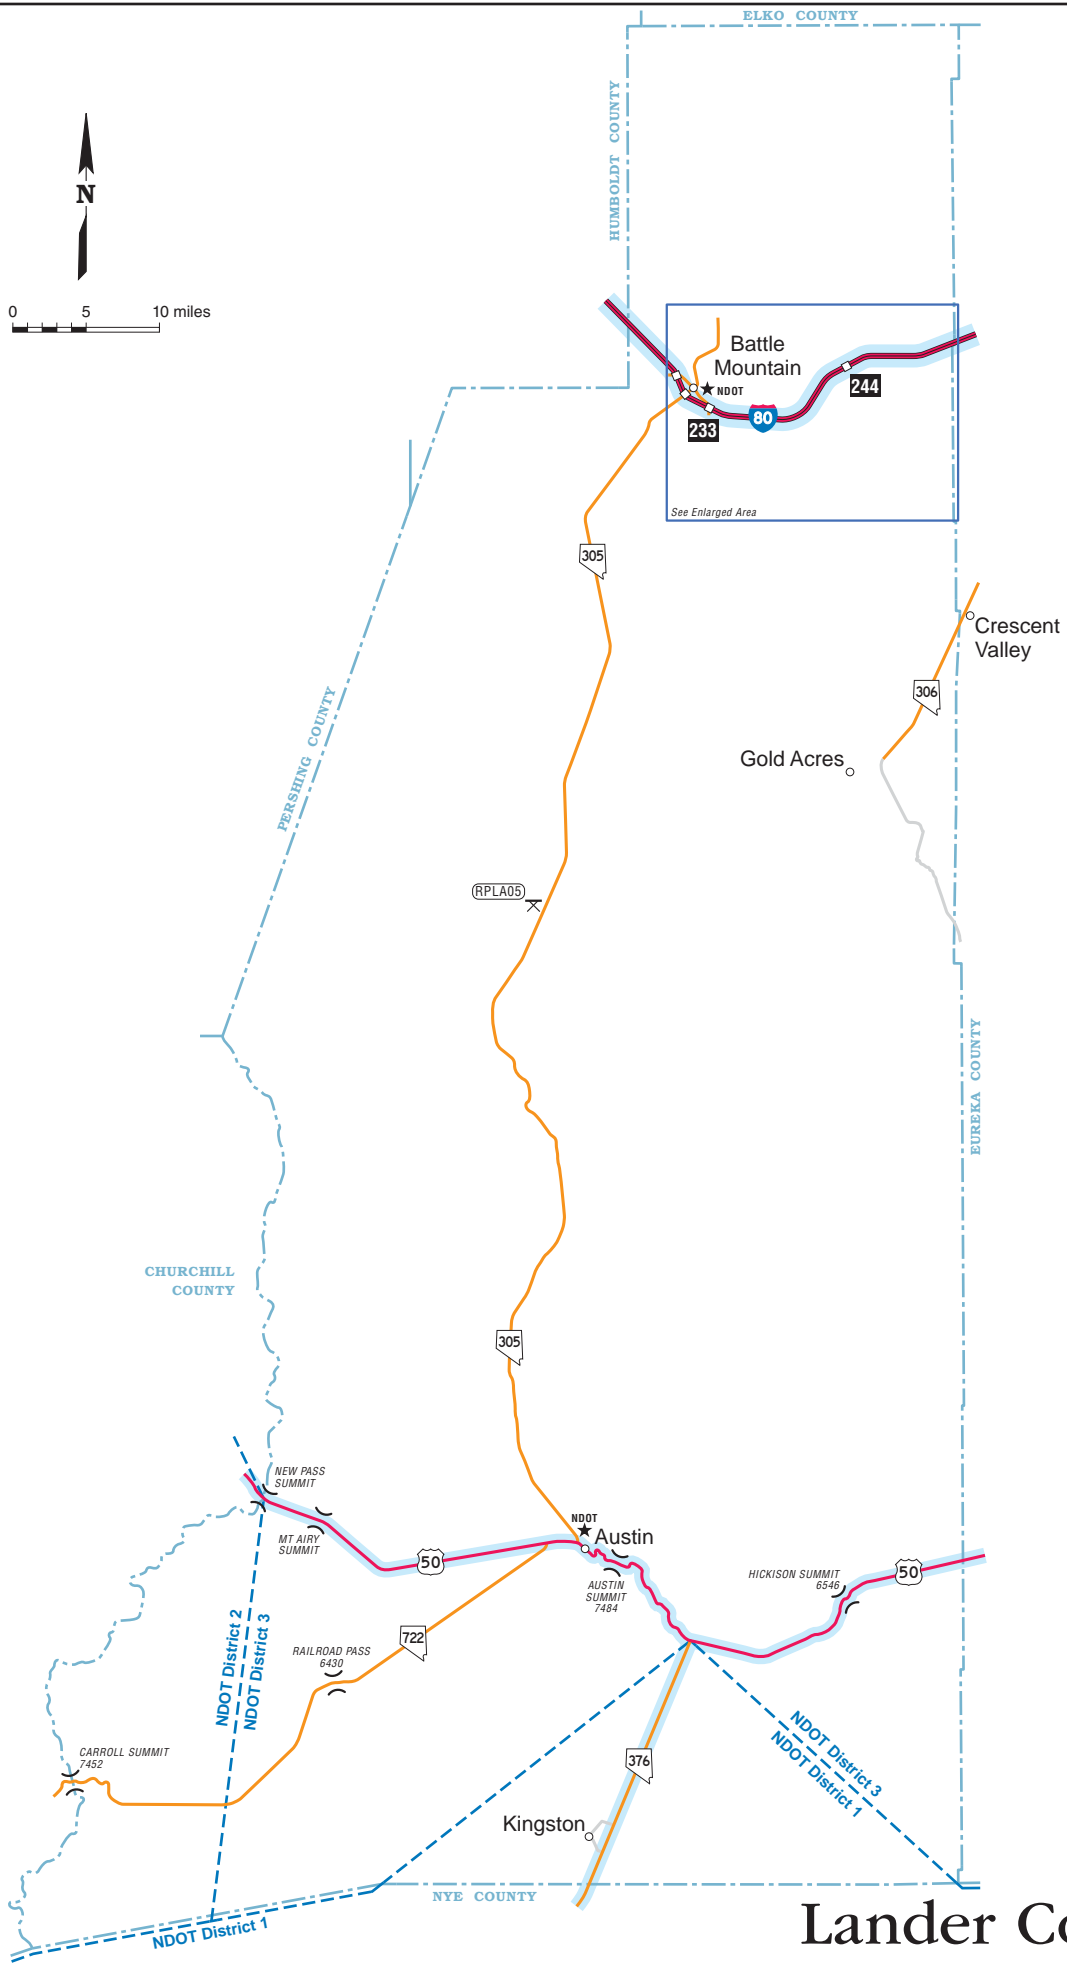 ELKO COUNTY
HUMBOLDT COUNTY
N
0 5 10 miles
Battle
Mountain
NDOT
244
233
80
See Enlarged Area
305
Crescent
Valley
306
PERSHING COUNTY
Gold Acres
RPLA05
EUREKA COUNTY
CHURCHILL
COUNTY
305
NEW PASS
SUMMIT
NDOT
Austin
MT AIRY
SUMMIT
50
50
HICKISON SUMMIT
6546
AUSTIN
SUMMIT
7484
722
RAILROAD PASS
6430
NDOT District 2
NDOT District 3
NDOT District 3
NDOT District 1
CARROLL SUMMIT
7452
376
Kingston
NYE COUNTY
NDOT District 1
Lander Co